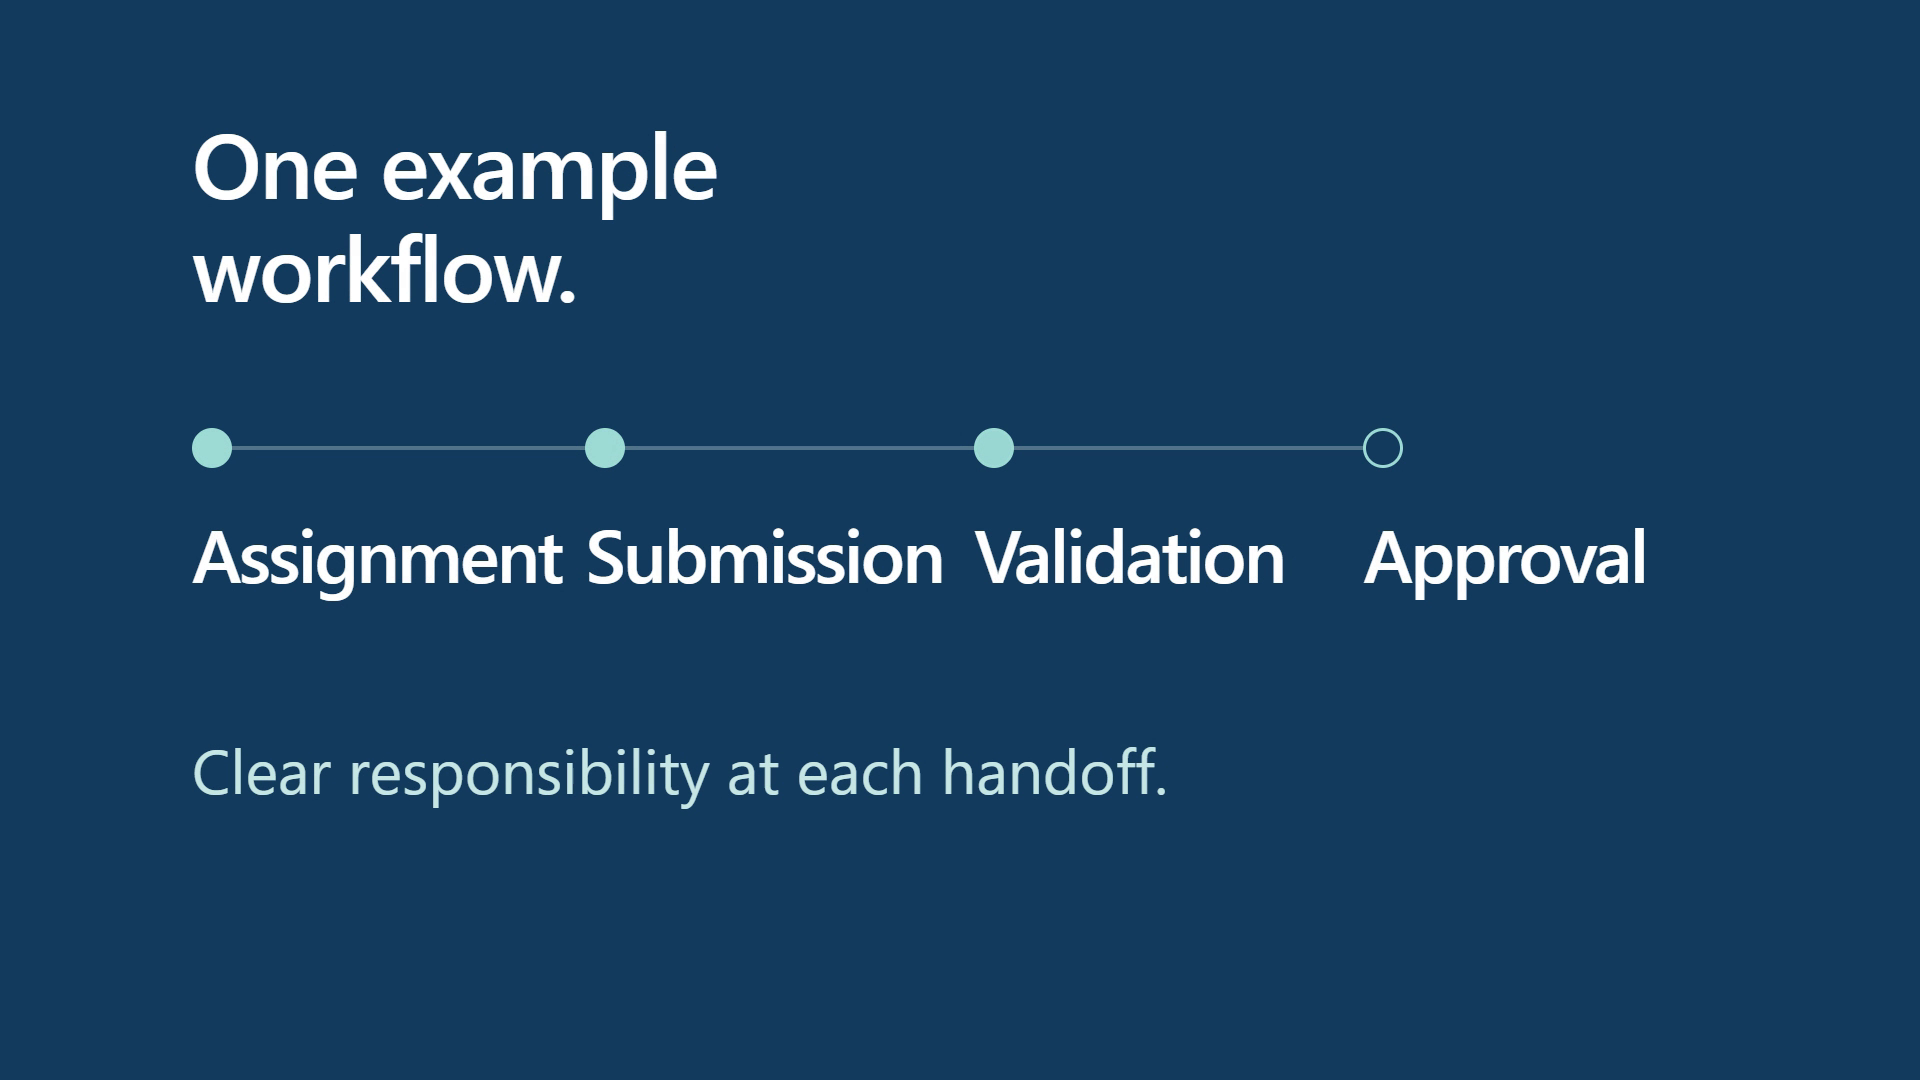 One example
workflow.
Assignment Submission Validation Approval
Clear responsibility at each handoff.